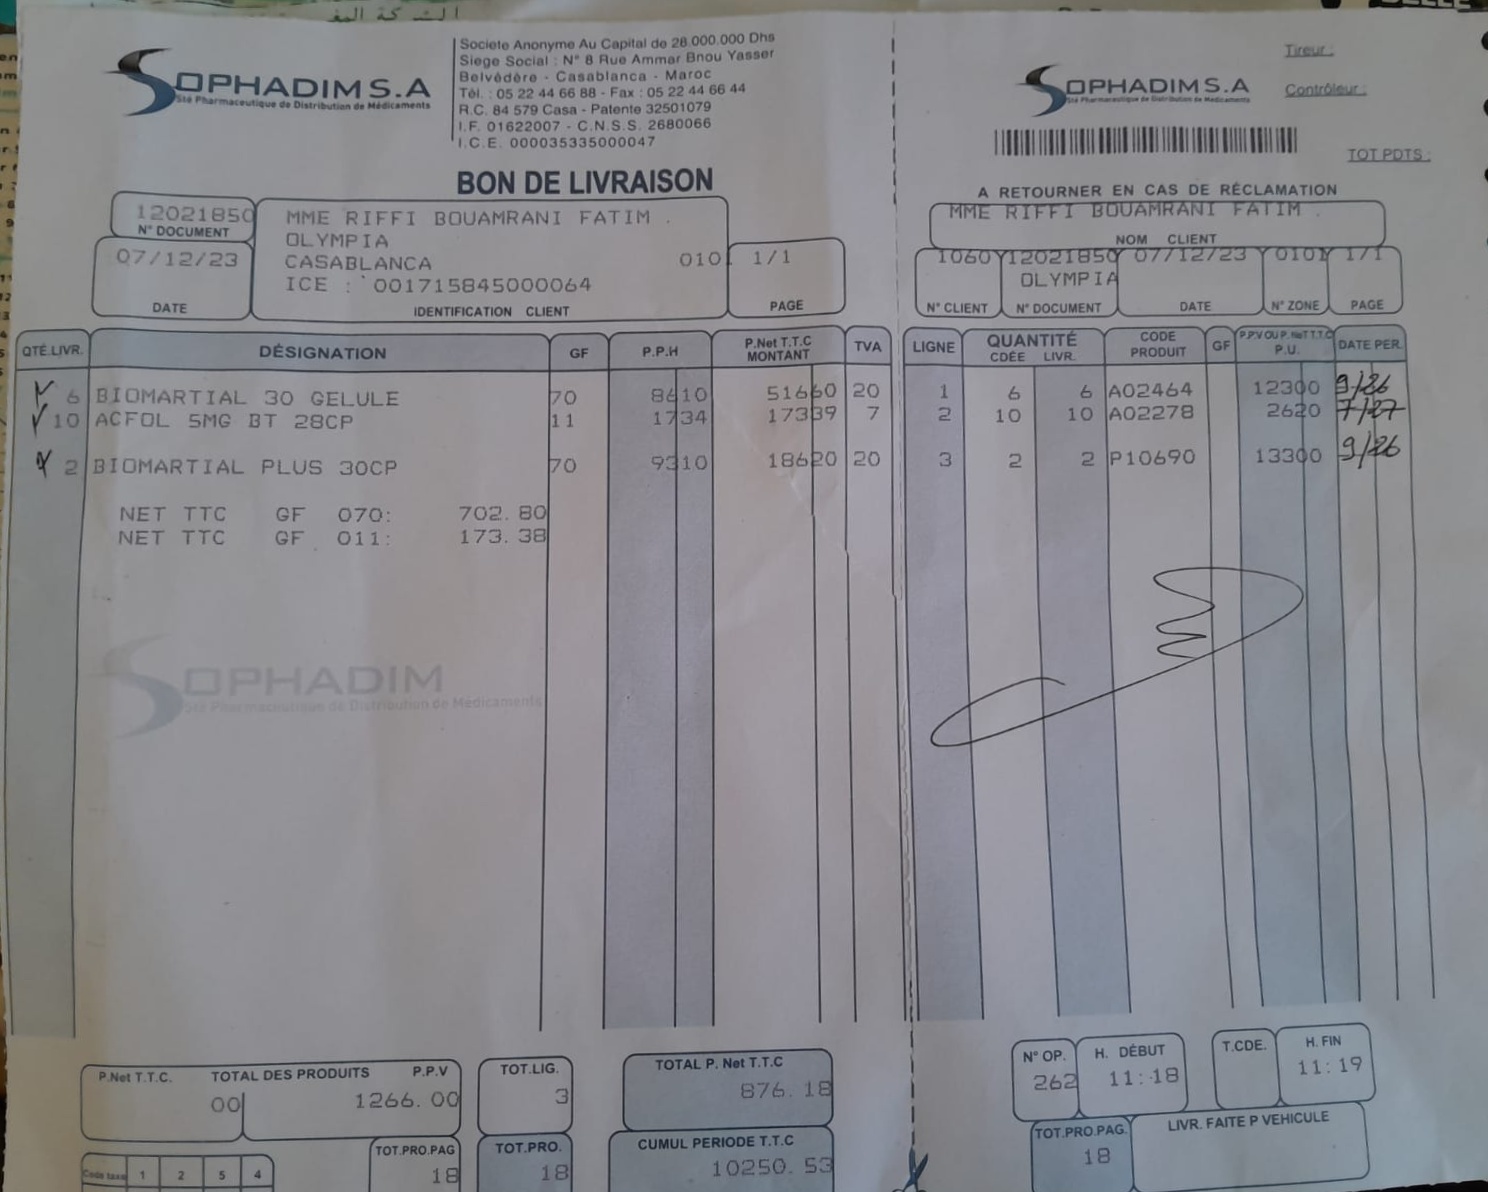 الشركة المغ
SOPHADIM S.A
Sté Pharmaceutique de Distribution de Médicaments
Societe Anonyme Au Capital de 28.000.000 Dhs
Siege Social : N° 8 Rue Ammar Bnou Yasser
Belvédère - Casablanca - Maroc
Tél. : 05 22 44 66 88 - Fax : 05 22 44 66 44
R.C. 84 579 Casa - Patente 32501079
I.F. 01622007 - C.N.S.S. 2680066
I.C.E. 000035335000047
BON DE LIVRAISON
12021850
N° DOCUMENT
07/12/23
DATE
MME RIFFI BOUAMRANI FATIM .
OLYMPIA
CASABLANCA 010
ICE : 001715845000064
IDENTIFICATION CLIENT
1/1
PAGE
QTÉ.LIVR. DÉSIGNATION GF P.P.H P.Net T.T.C MONTANT TVA
6 BIOMARTIAL 30 GELULE 70 8610 51660 20
10 ACFOL 5MG BT 28CP 11 1734 17339 7
2 BIOMARTIAL PLUS 30CP 70 9310 18620 20
NET TTC GF 070: 702.80
NET TTC GF 011: 173.38
SOPHADIM
Sté Pharmaceutique de Distribution de Médicaments
P.Net T.T.C. TOTAL DES PRODUITS P.P.V
00 1266.00
TOT.LIG.
3
TOTAL P. Net T.T.C
876.18
TOT.PRO.PAG
18
TOT.PRO.
18
CUMUL PERIODE T.T.C
10250.53
Code taxe 1 2 5 4
SOPHADIM S.A
Sté Pharmaceutique de Distribution de Médicaments
Tireur :
Contrôleur :
TOT PDTS :
A RETOURNER EN CAS DE RÉCLAMATION
MME RIFFI BOUAMRANI FATIM .
NOM CLIENT
1060 12021850 07/12/23 0101 1/1
OLYMPIA
N° CLIENT N° DOCUMENT DATE N° ZONE PAGE
LIGNE QUANTITÉ CDÉE LIVR. CODE PRODUIT GF P.P.V OU P. Net T.T.C P.U. DATE PER.
1 6 6 A02464 12300 9/26
2 10 10 A02278 2620 7/27
3 2 2 P10690 13300 9/26
N° OP.
262
H. DÉBUT
11:18
T.CDE.
H. FIN
11:19
TOT.PRO.PAG.
18
LIVR. FAITE P VEHICULE